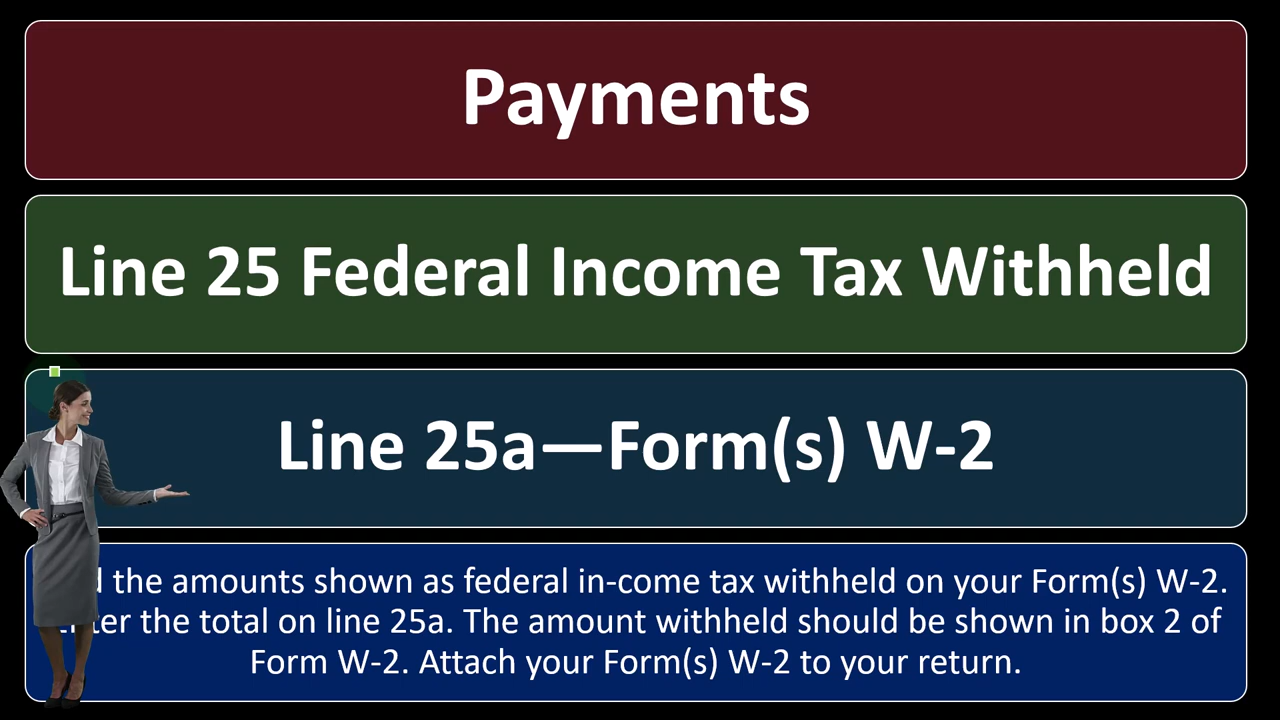 Payments
Line 25 Federal Income Tax Withheld
Line 25a—Form(s) W-2
the amounts shown as federal in-come tax withheld on your Form(s) W-2.
the total on line 25a. The amount withheld should be shown in box 2 of
Form W-2. Attach your Form(s) W-2 to your return.